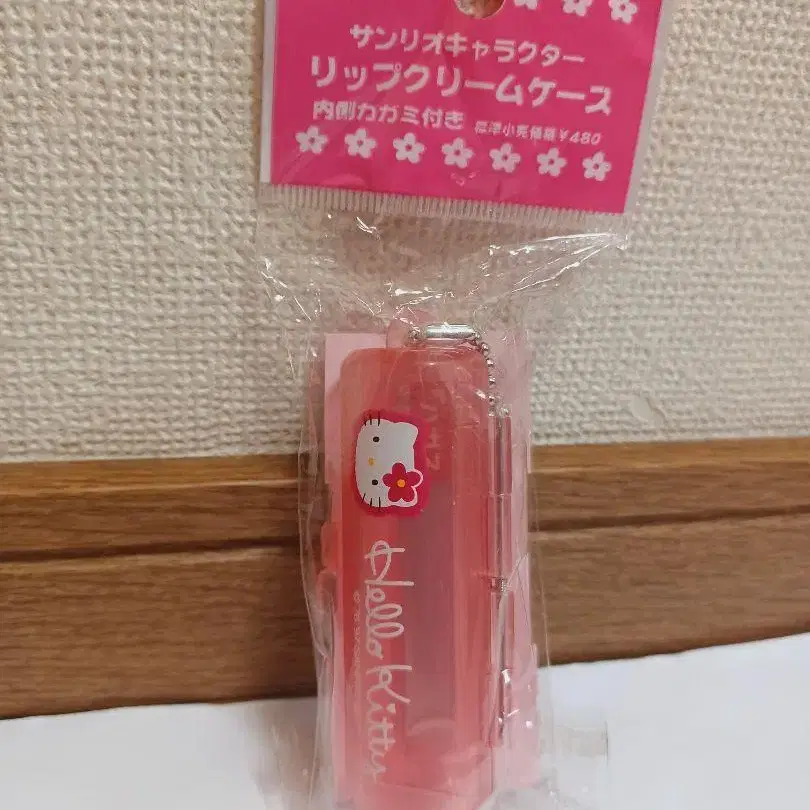 サンリオキャラクター
リップクリームケース
内側カガミ付き 標準小売価格¥480
Hello Kitty